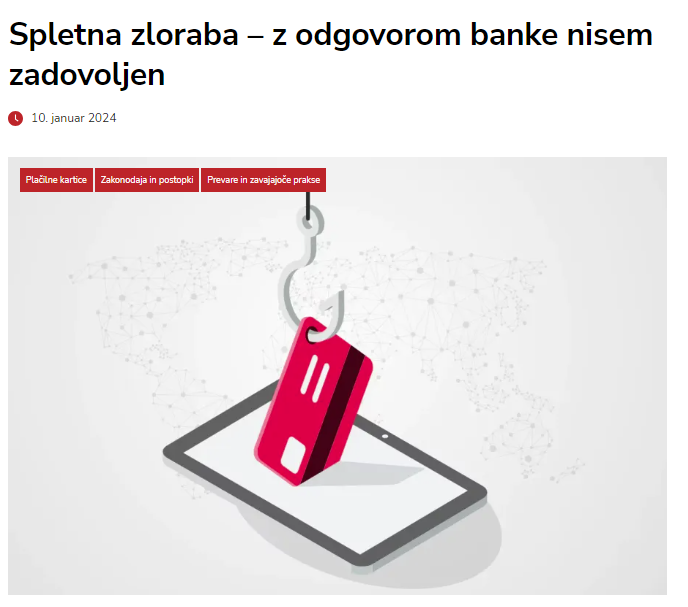 Spletna zloraba – z odgovorom banke nisem
zadovoljen
10. januar 2024
Plačilne kartice Zakonodaja in postopki Prevare in zavajajoče prakse